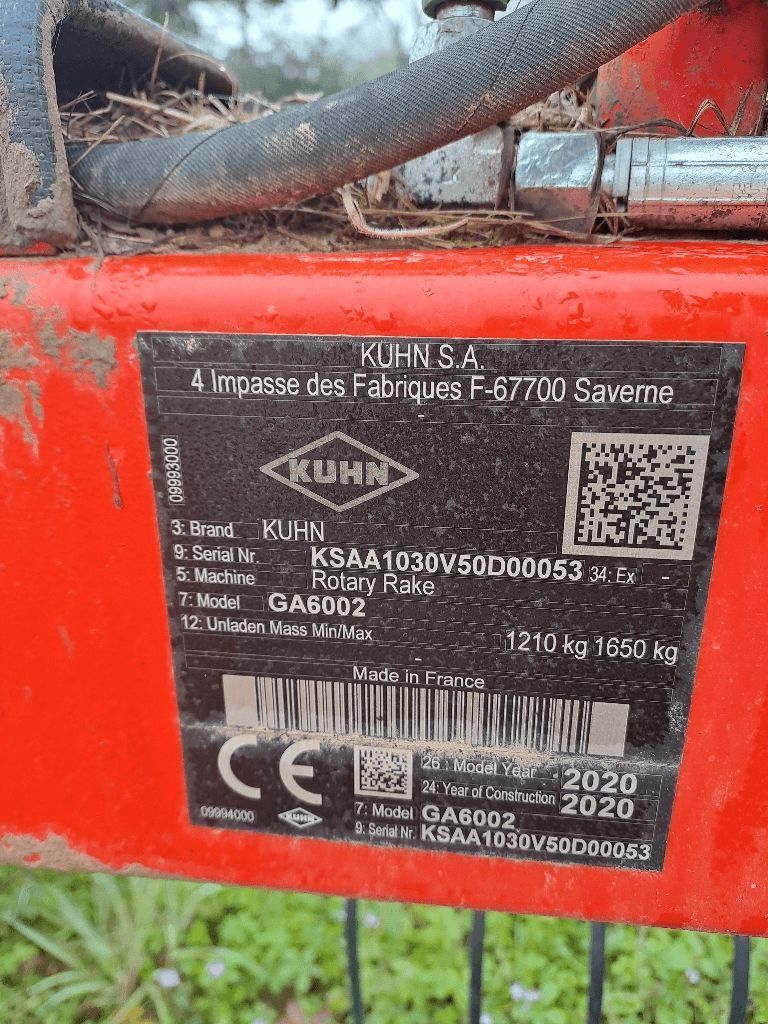 KUHN S.A.
4 Impasse des Fabriques F-67700 Saverne
-
09993000
KUHN
3: Brand KUHN
9: Serial Nr. KSAA1030V50D00053 34: Ex -
5: Machine Rotary Rake
7: Model GA6002
12: Unladen Mass Min/Max 1210 kg 1650 kg
-
Made in France
CE
26 : Model Year 2020
24: Year of Construction 2020
09994000 KUHN 7: Model GA6002
9: Serial Nr. KSAA1030V50D00053